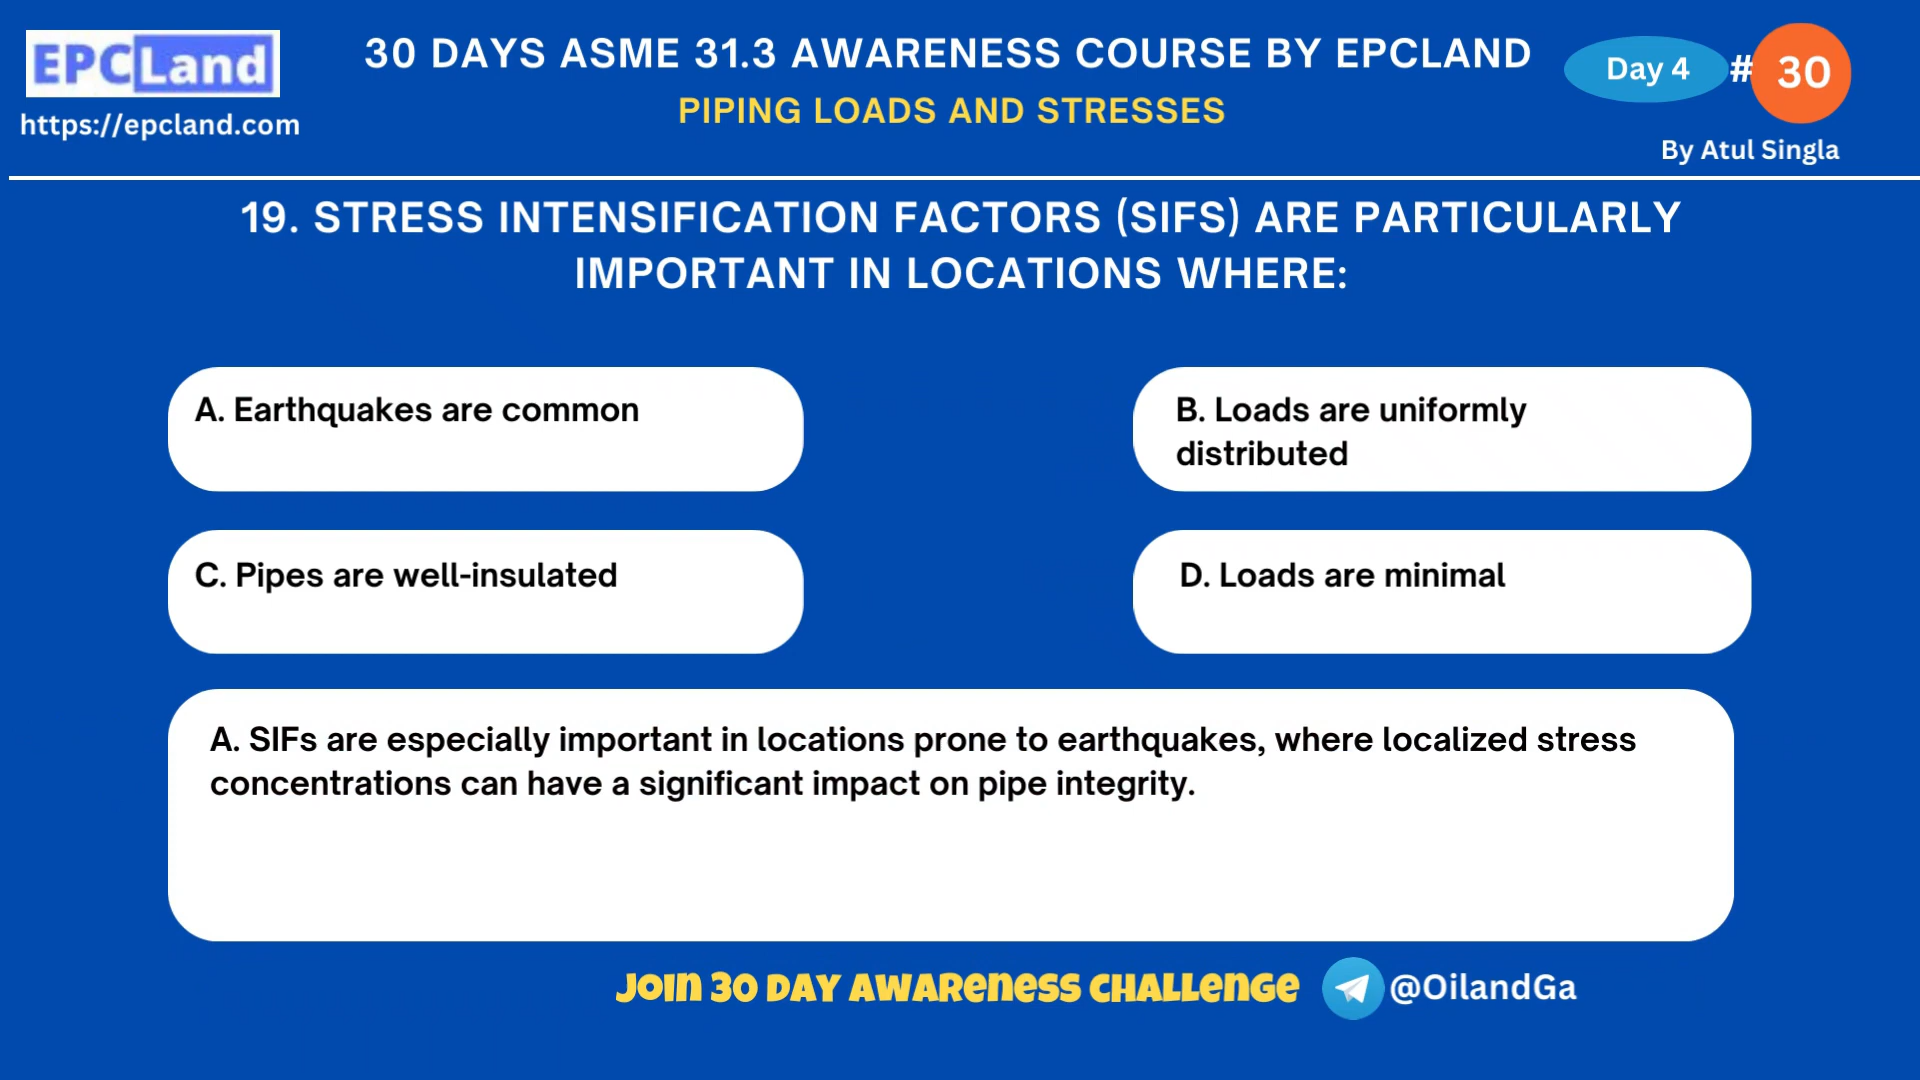 EPCLand
https://epcland.com
30 DAYS ASME 31.3 AWARENESS COURSE BY EPCLAND
PIPING LOADS AND STRESSES
Day 4 # 30
By Atul Singla
19. STRESS INTENSIFICATION FACTORS (SIFS) ARE PARTICULARLY
IMPORTANT IN LOCATIONS WHERE:
A. Earthquakes are common
B. Loads are uniformly
distributed
C. Pipes are well-insulated
D. Loads are minimal
A. SIFs are especially important in locations prone to earthquakes, where localized stress
concentrations can have a significant impact on pipe integrity.
JOIN 30 DAY AWARENESS CHALLENGE
@OilandGa